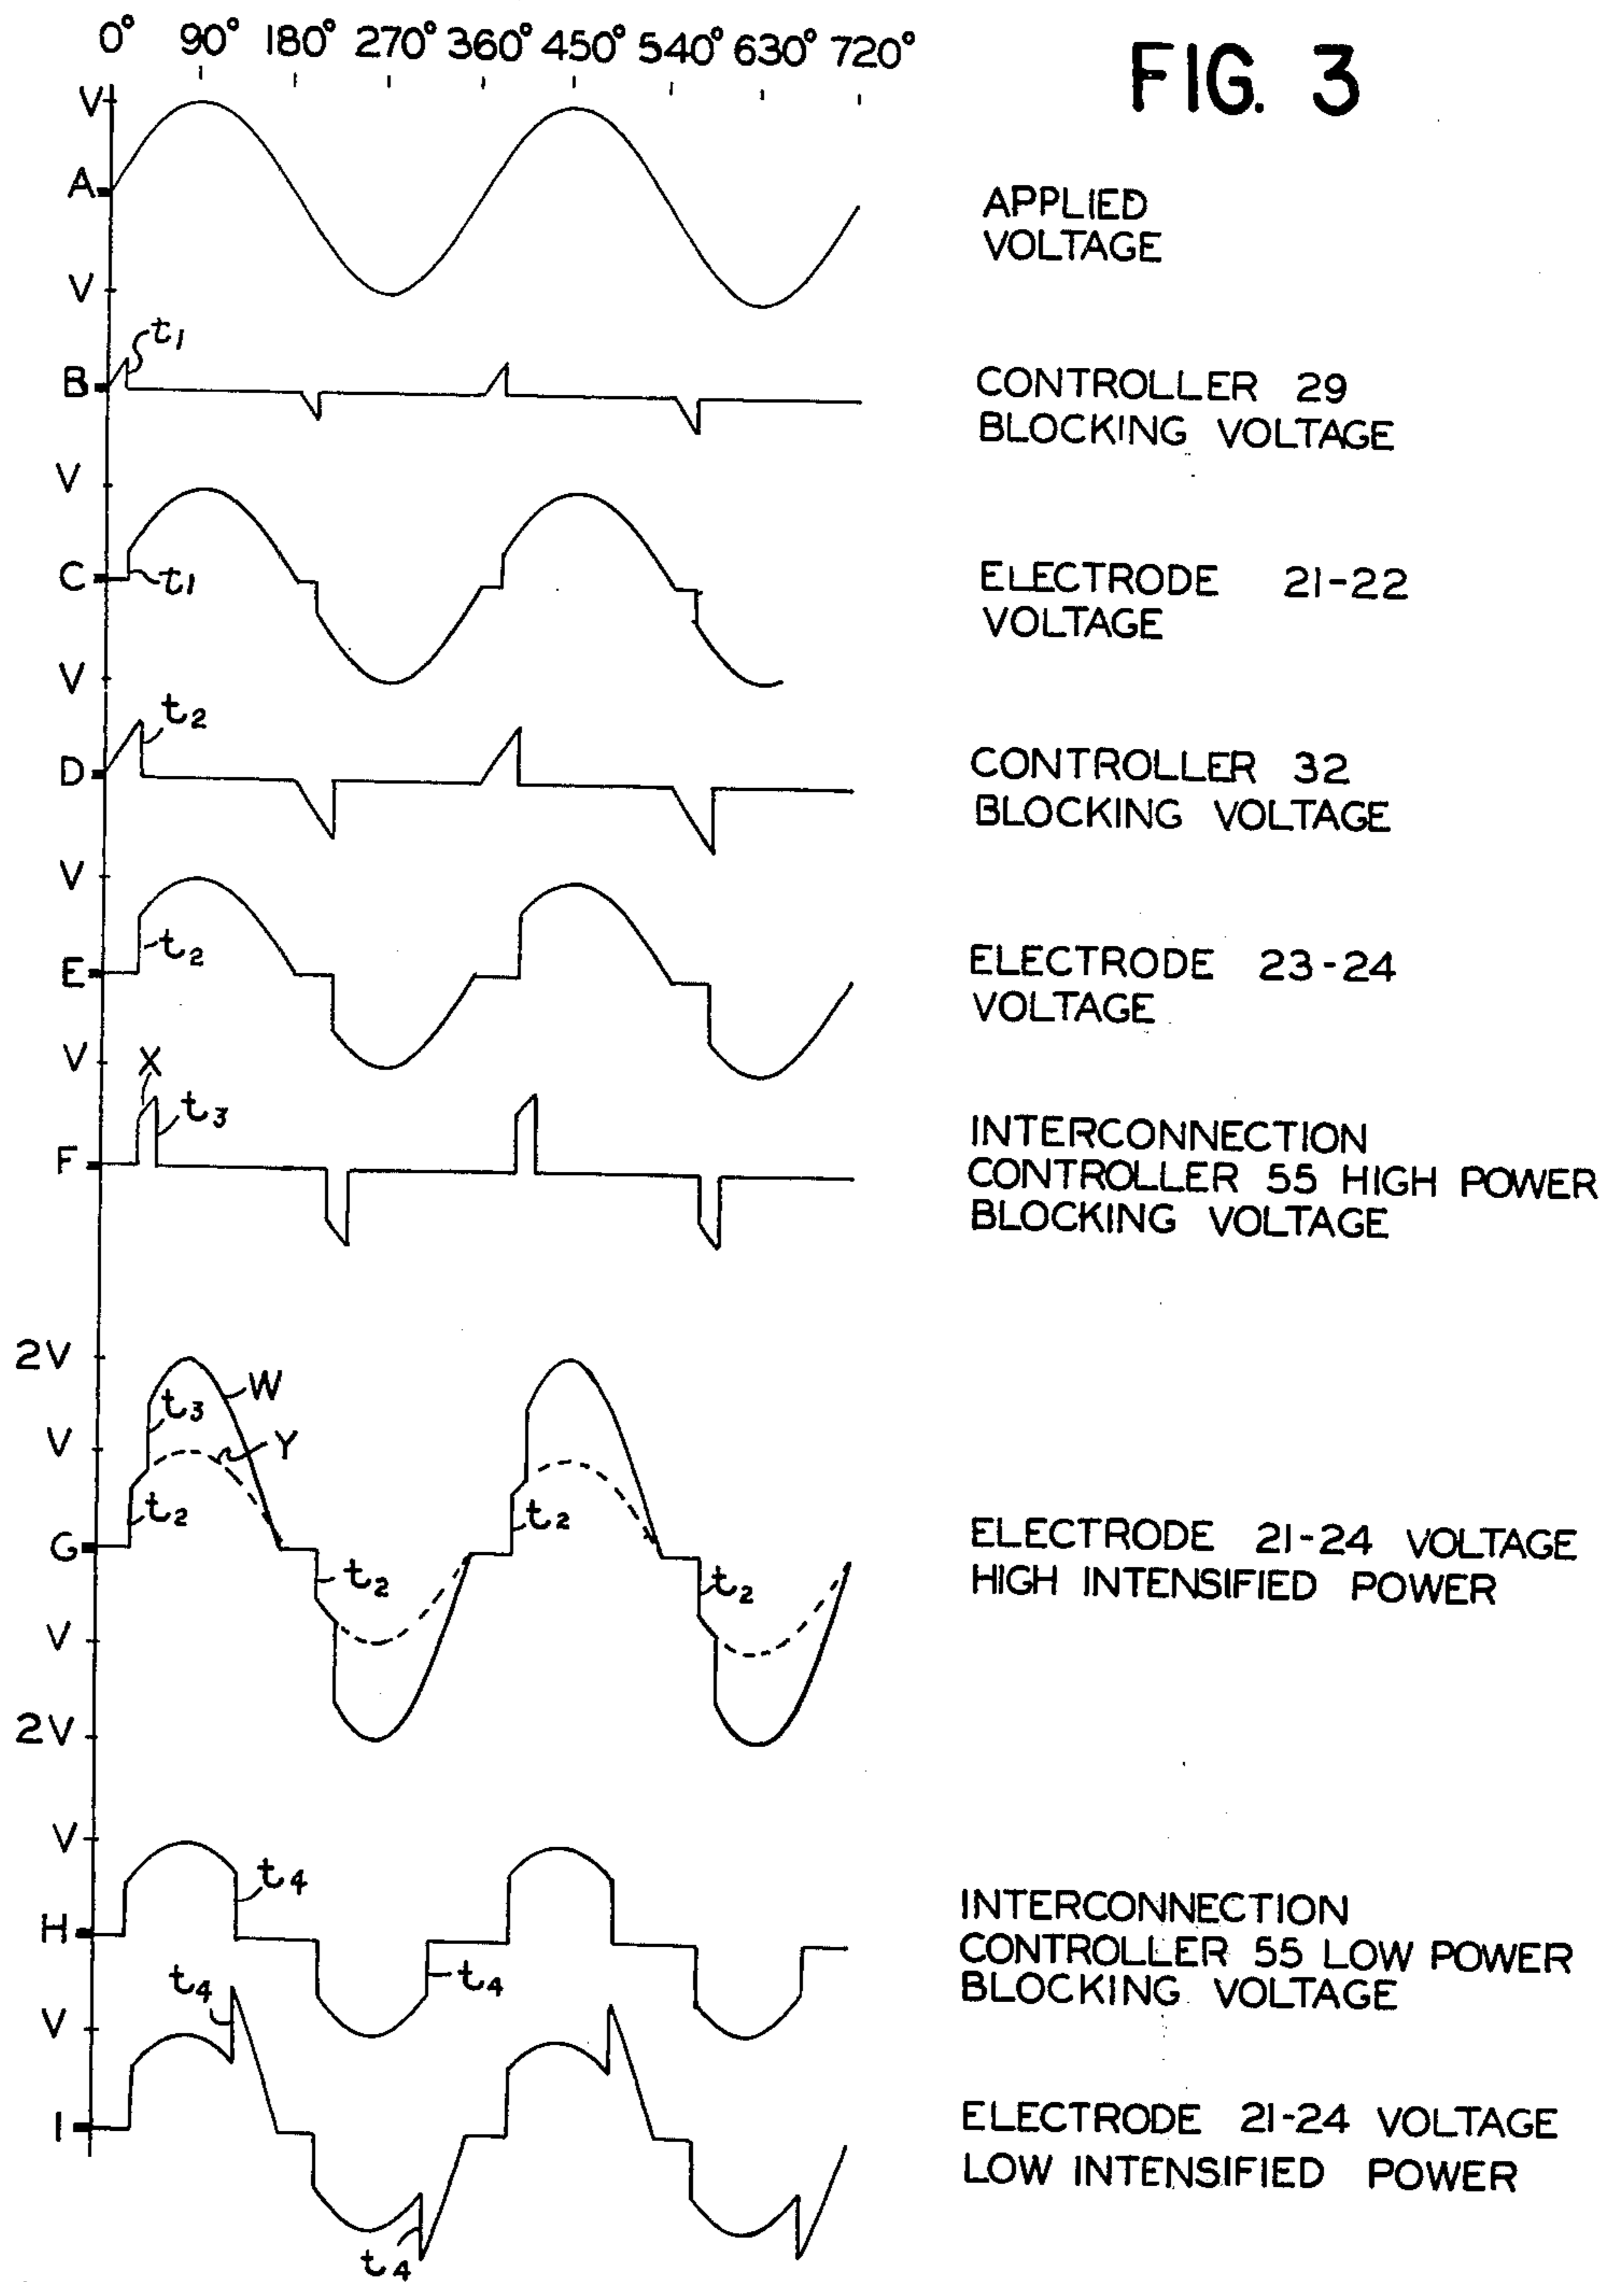 0° 90° 180° 270° 360° 450° 540° 630° 720°
FIG. 3
V
A
V
APPLIED
VOLTAGE
t1
B
CONTROLLER 29
BLOCKING VOLTAGE
V
C
t1
V
ELECTRODE 21-22
VOLTAGE
t2
D
CONTROLLER 32
BLOCKING VOLTAGE
V
t2
E
V
ELECTRODE 23-24
VOLTAGE
X
t3
F
INTERCONNECTION
CONTROLLER 55 HIGH POWER
BLOCKING VOLTAGE
2V
W
t3
V
Y
t2
t2
G
t2
t2
V
2V
ELECTRODE 21-24 VOLTAGE
HIGH INTENSIFIED POWER
V
t4
H
t4
INTERCONNECTION
CONTROLLER 55 LOW POWER
BLOCKING VOLTAGE
t4
V
I
t4
ELECTRODE 21-24 VOLTAGE
LOW INTENSIFIED POWER